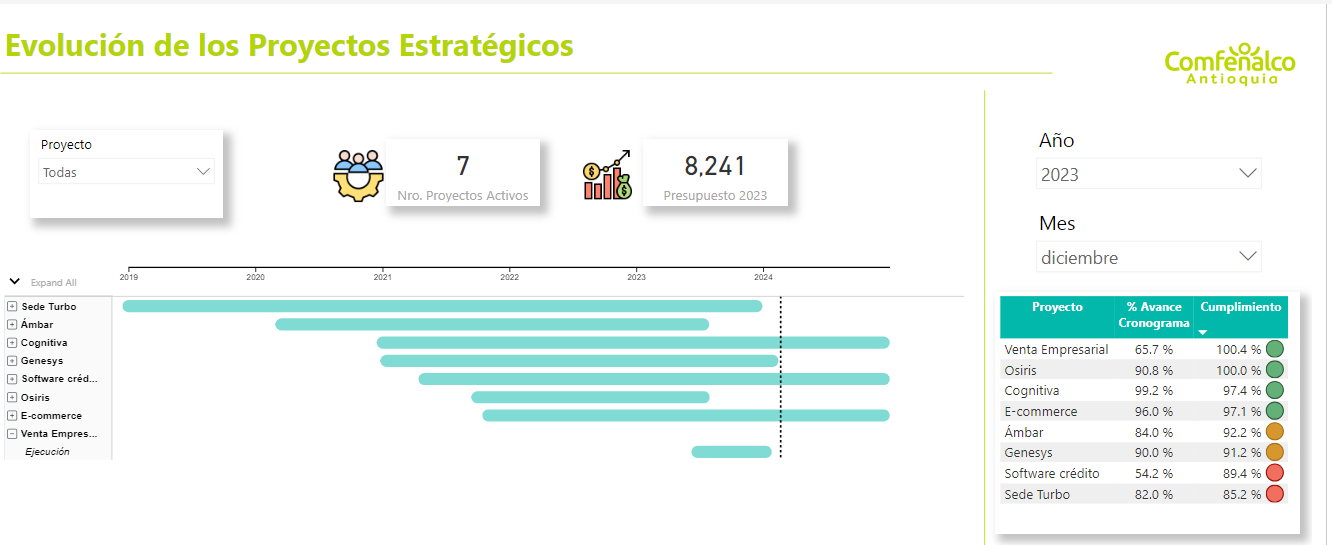 Evolución de los Proyectos Estratégicos
Comfenalco
Antioquia
Proyecto
Todas
7
Nro. Proyectos Activos
8,241
Presupuesto 2023
Año
2023
Mes
diciembre
Expand All
2019 2020 2021 2022 2023 2024
Sede Turbo
Ámbar
Cognitiva
Genesys
Software créd...
Osiris
E-commerce
Venta Empres...
Ejecución
Proyecto % Avance Cumplimiento
Cronograma
Venta Empresarial 65.7 % 100.4 %
Osiris 90.8 % 100.0 %
Cognitiva 99.2 % 97.4 %
E-commerce 96.0 % 97.1 %
Ámbar 84.0 % 92.2 %
Genesys 90.0 % 91.2 %
Software crédito 54.2 % 89.4 %
Sede Turbo 82.0 % 85.2 %